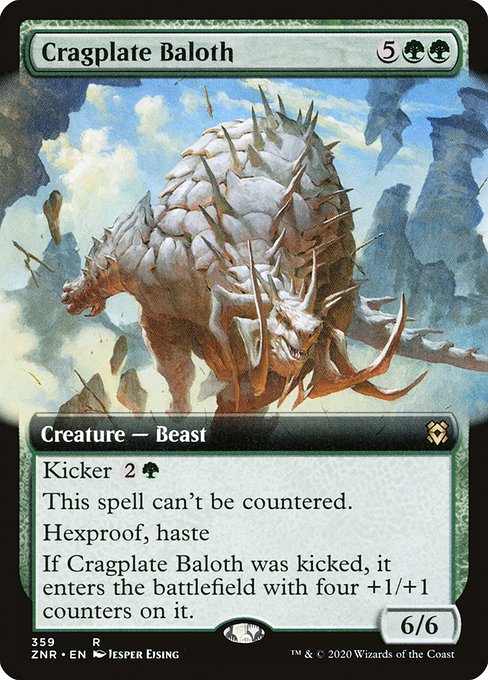 Cragplate Baloth 5
Creature — Beast
Kicker 2
This spell can't be countered.
Hexproof, haste
If Cragplate Baloth was kicked, it
enters the battlefield with four +1/+1
counters on it.
6/6
359 R
ZNR • EN Jesper Ejsing ™ & © 2020 Wizards of the Coast